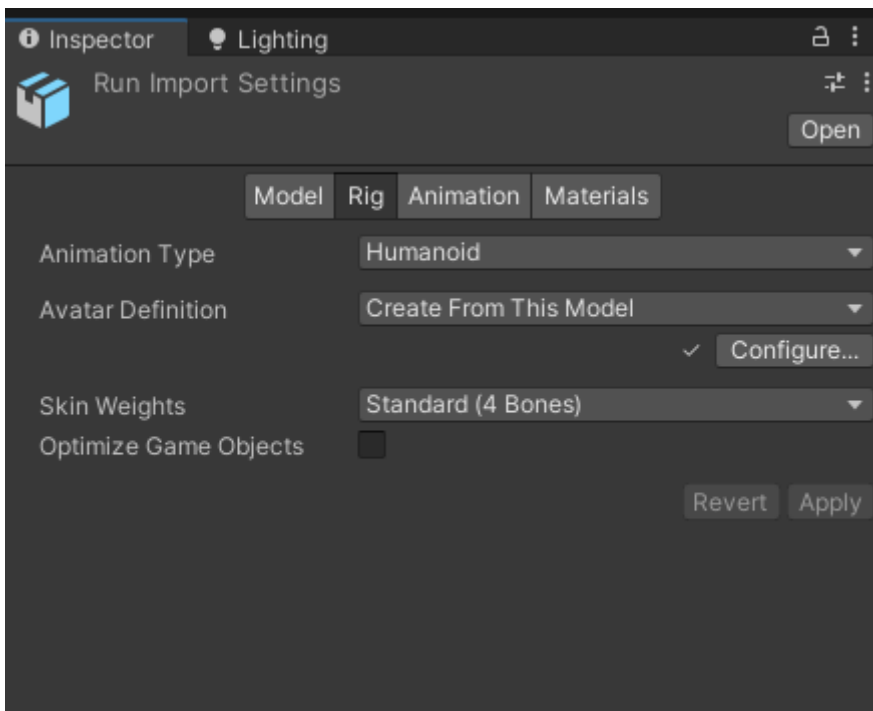 Inspector Lighting
Run Import Settings
Open
Model Rig Animation Materials
Animation Type Humanoid
Avatar Definition Create From This Model
Configure...
Skin Weights Standard (4 Bones)
Optimize Game Objects
Revert Apply